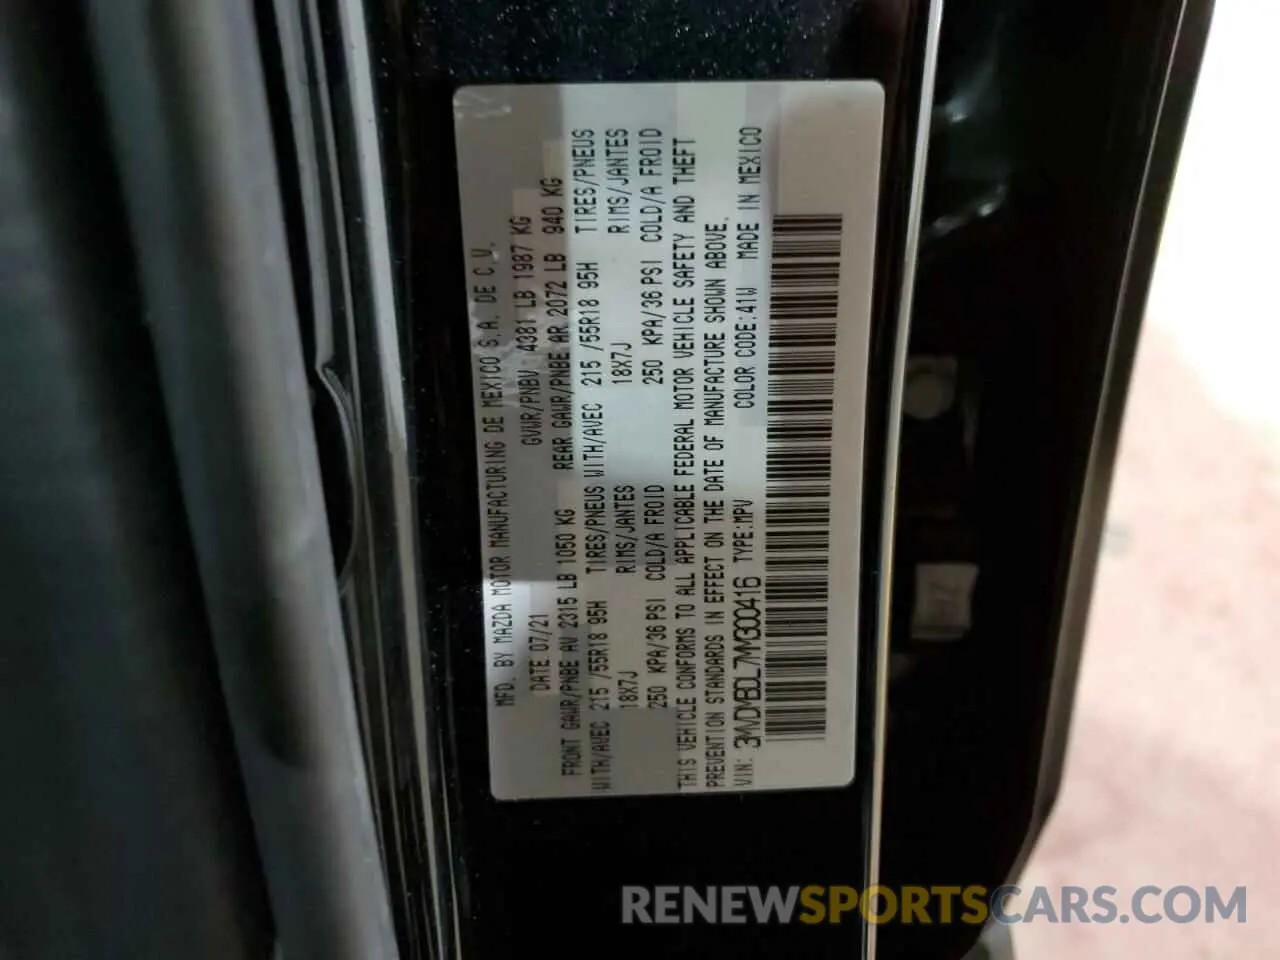 MFD. BY MAZDA MOTOR MANUFACTURING DE MEXICO S.A. DE C.V.
DATE 07/21 GVWR/PNBV 4381 LB 1987 KG
FRONT GAWR/PNBE AV 2315 LB 1050 KG REAR GAWR/PNBE AR 2072 LB 940 KG
WITH/AVEC 215 /55R18 95H TIRES/PNEUS WITH/AVEC 215 /55R18 95H TIRES/PNEUS
18X7J RIMS/JANTES 18X7J RIMS/JANTES
250 KPA/36 PSI COLD/A FROID 250 KPA/36 PSI COLD/A FROID
THIS VEHICLE CONFORMS TO ALL APPLICABLE FEDERAL MOTOR VEHICLE SAFETY AND THEFT
PREVENTION STANDARDS IN EFFECT ON THE DATE OF MANUFACTURE SHOWN ABOVE.
VIN: 3MVDMBDL7MM300416 TYPE:MPV COLOR CODE:41W MADE IN MEXICO
RENEWSPORTSCARS.COM